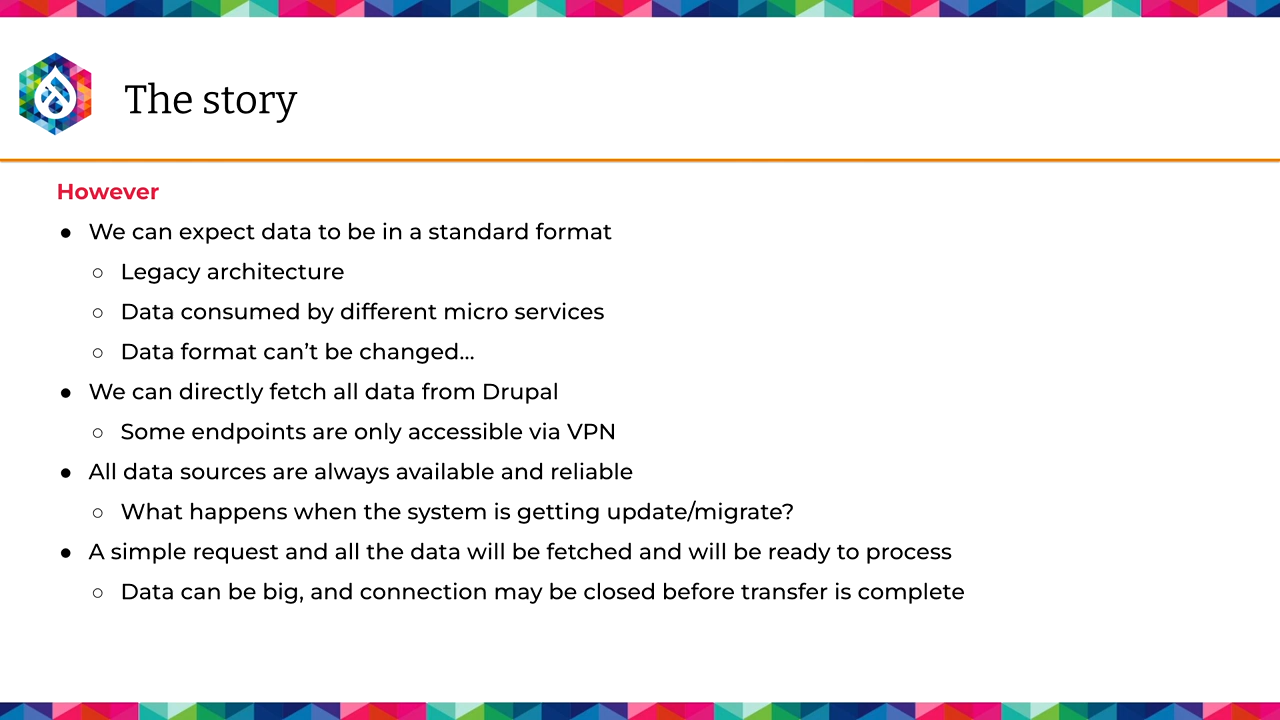 The story
However
● We can expect data to be in a standard format
○ Legacy architecture
○ Data consumed by different micro services
○ Data format can’t be changed...
● We can directly fetch all data from Drupal
○ Some endpoints are only accessible via VPN
● All data sources are always available and reliable
○ What happens when the system is getting update/migrate?
● A simple request and all the data will be fetched and will be ready to process
○ Data can be big, and connection may be closed before transfer is complete